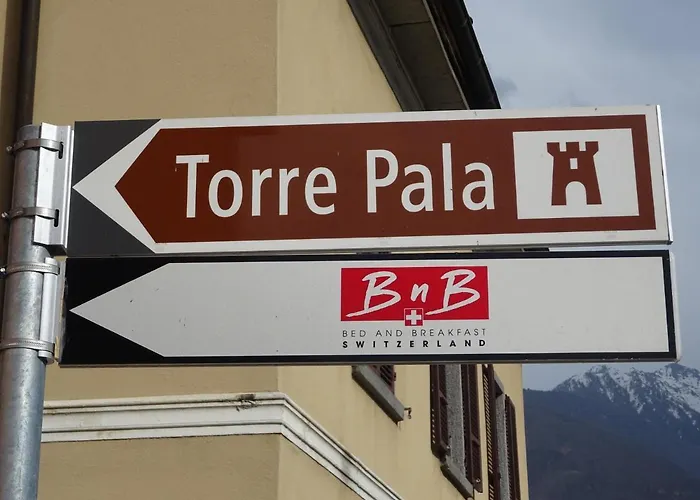 Torre Pala
BnB
BED AND BREAKFAST
SWITZERLAND